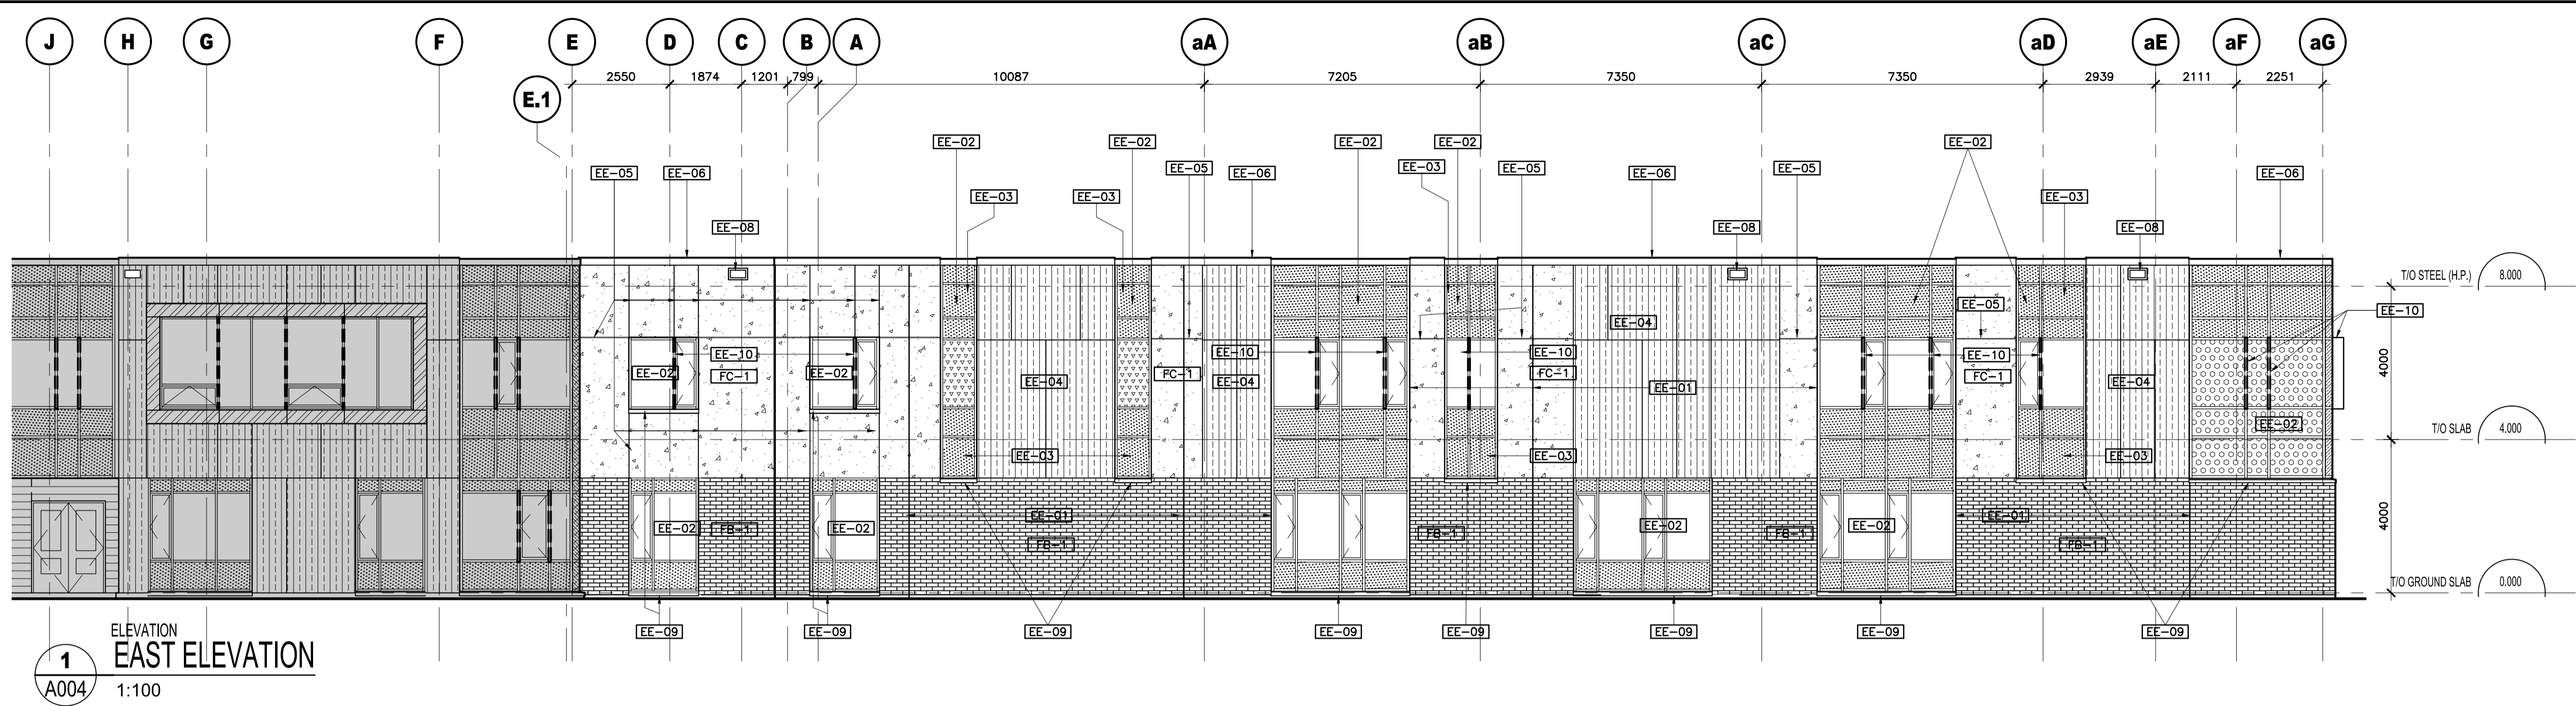 J H G F E D C B A aA aB aC aD aE aF aG
2550 1874 1201 799 10087 7205 7350 7350 2939 2111 2251
E.1
EE-02 EE-02 EE-02 EE-02 EE-02
EE-05 EE-06 EE-05 EE-06 EE-03 EE-05 EE-06 EE-05 EE-06
EE-03 EE-03 EE-03
EE-08 EE-08 EE-08
T/O STEEL (H.P.) 8.000
EE-05
EE-10
EE-04
EE-10 EE-10 EE-10 EE-10
4000
EE-02 FC-1 EE-02 EE-04 FC-1 EE-04 FC-1 EE-01 FC-1 EE-04
EE-02
T/O SLAB 4.000
EE-03 EE-03 EE-03
EE-01 EE-01
4000
EE-02 FB-1 EE-02 FB-1 EE-02 FB-1 EE-02
FB-1 FB-1
T/O GROUND SLAB 0.000
EE-09 EE-09 EE-09 EE-09 EE-09 EE-09 EE-09 EE-09
ELEVATION
1 EAST ELEVATION
A004 1:100